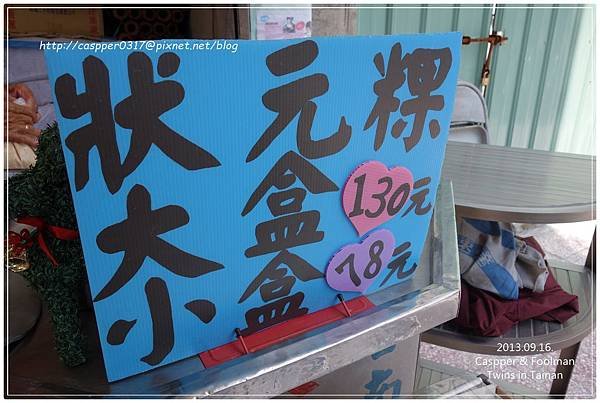 http://caspper0317@pixnet.net/blog
狀元粿
大盒130元
小盒78元
2013.09.16.
Caspper & Foolman
Twins in Tainan